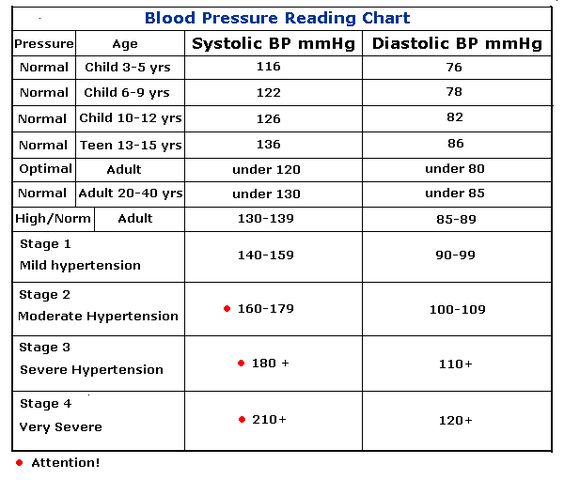 Blood Pressure Reading Chart
Pressure Age Systolic BP mmHg Diastolic BP mmHg
Normal Child 3-5 yrs 116 76
Normal Child 6-9 yrs 122 78
Normal Child 10-12 yrs 126 82
Normal Teen 13-15 yrs 136 86
Optimal Adult under 120 under 80
Normal Adult 20-40 yrs under 130 under 85
High/Norm Adult 130-139 85-89
Stage 1
Mild hypertension 140-159 90-99
Stage 2
Moderate Hypertension 160-179 100-109
Stage 3
Severe Hypertension 180 + 110+
Stage 4
Very Severe 210+ 120+
Attention!